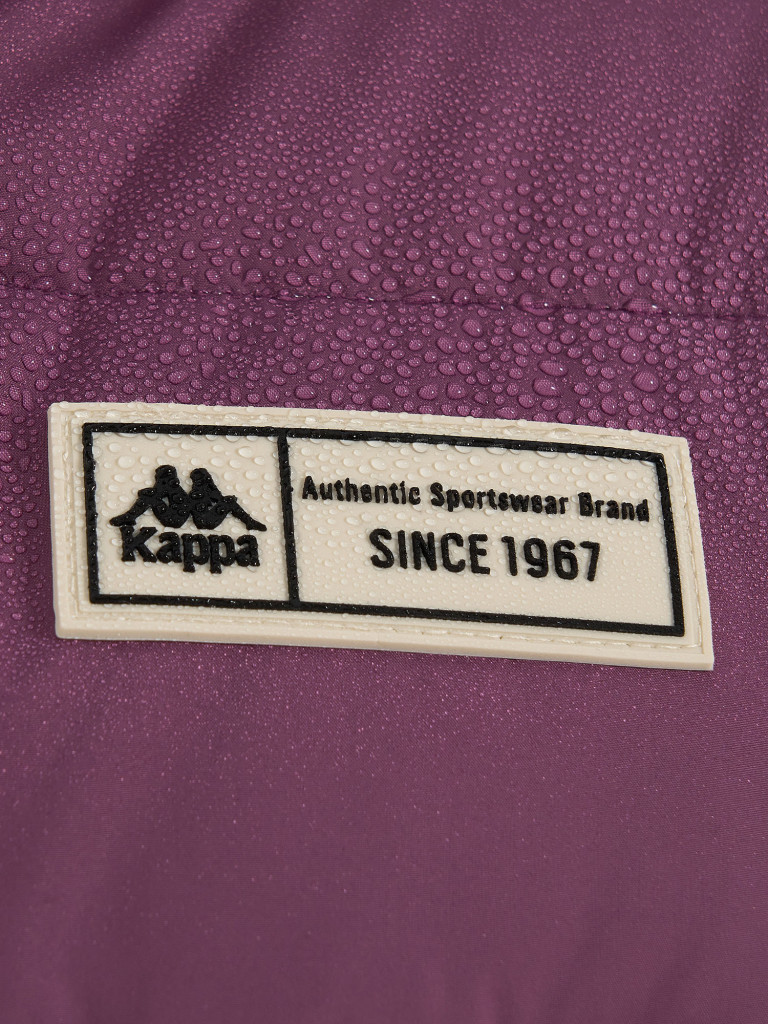 Kappa
Authentic Sportswear Brand
SINCE 1967